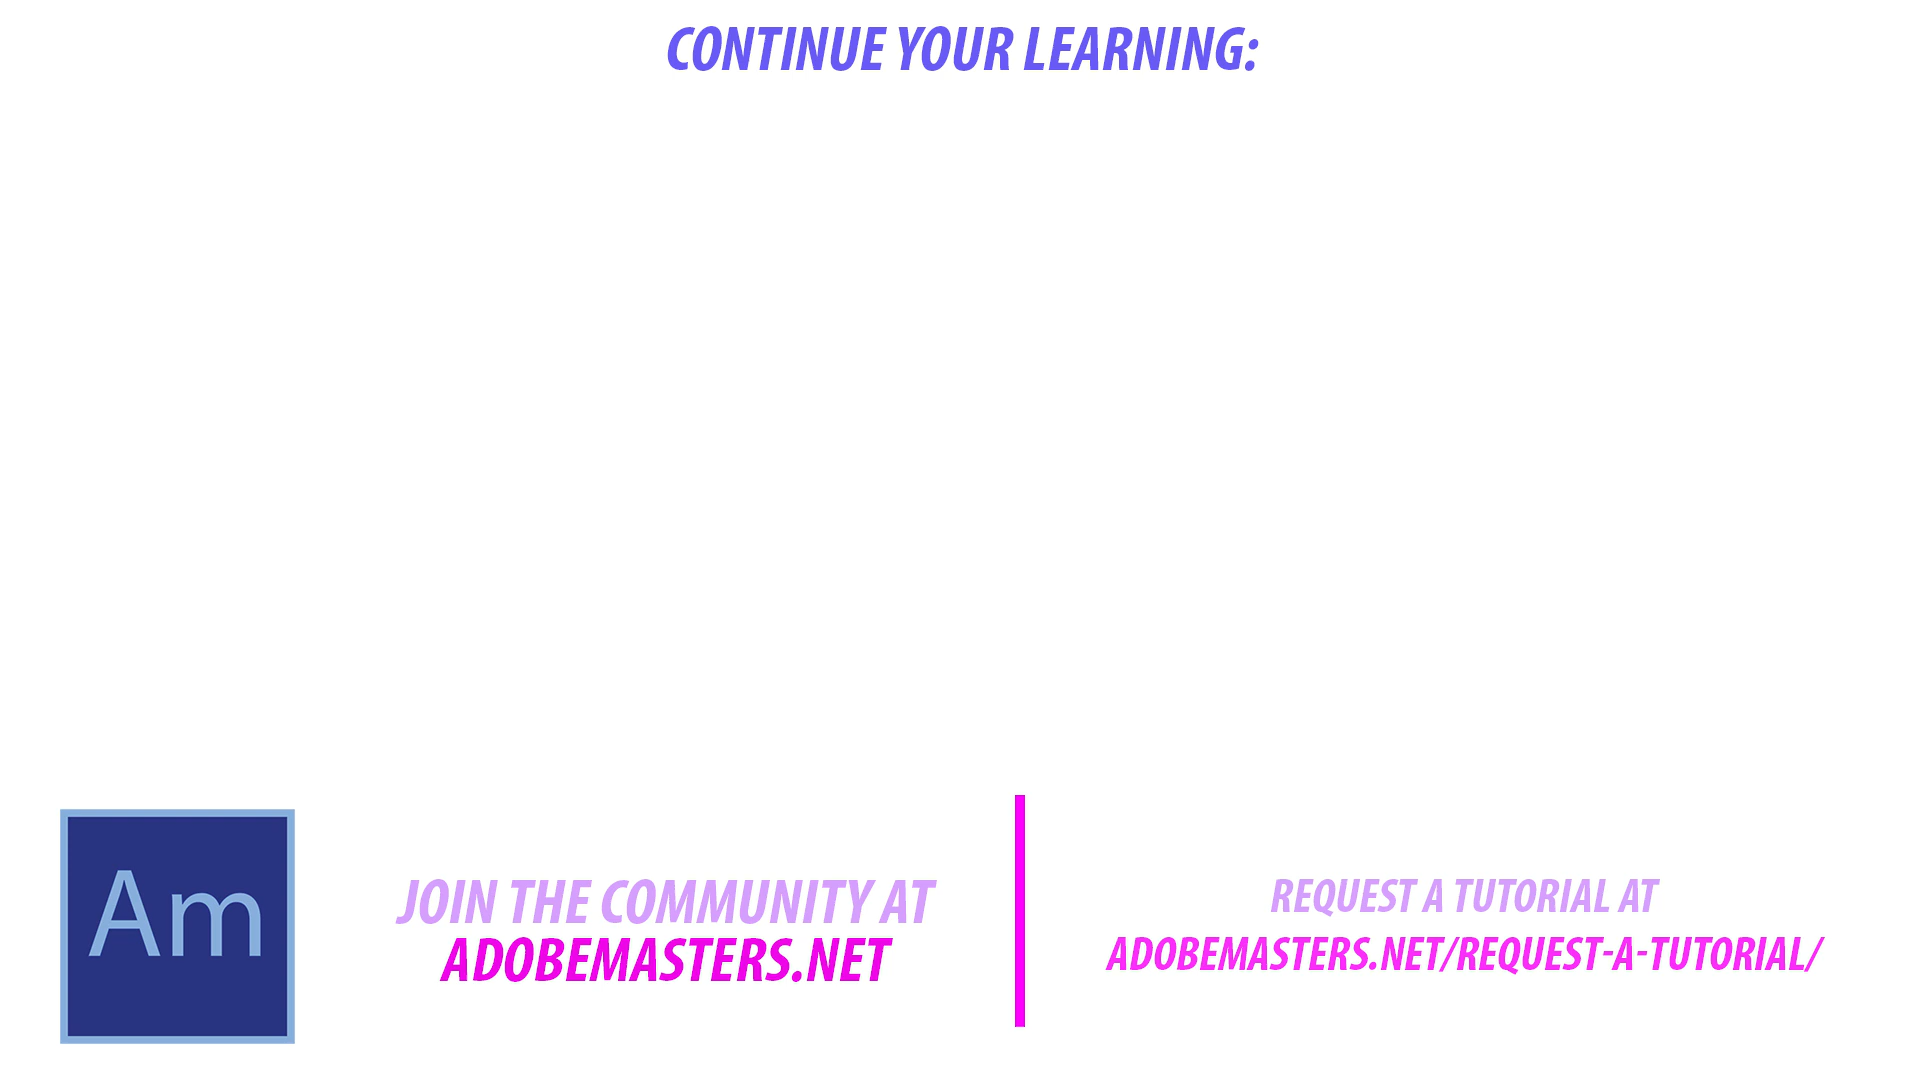 CONTINUE YOUR LEARNING:
Am
JOIN THE COMMUNITY AT
ADOBEMASTERS.NET
REQUEST A TUTORIAL AT
ADOBEMASTERS.NET/REQUEST-A-TUTORIAL/